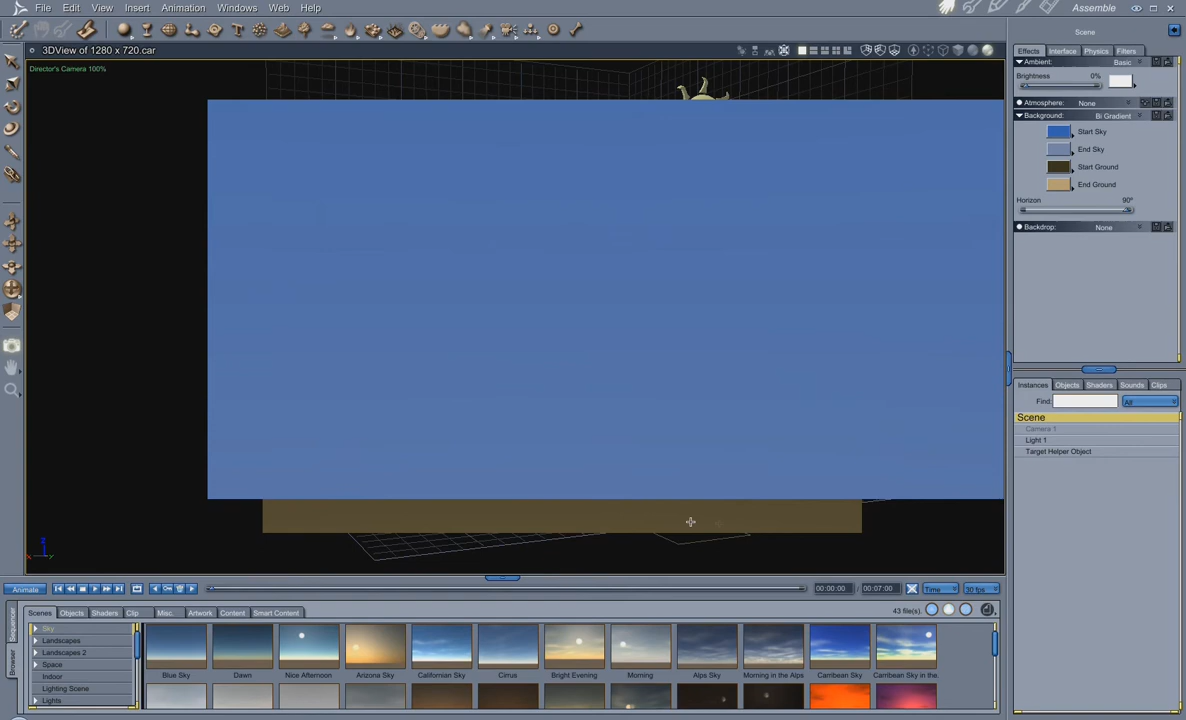 File Edit View Insert Animation Windows Web Help Assemble
3DView of 1280 x 720.car
Scene
Director's Camera 100%
Effects Interface Physics Filters
Ambient: Basic
Brightness 0%
Atmosphere: None
Background: Bi Gradient
Start Sky
End Sky
Start Ground
End Ground
Horizon 90°
Backdrop: None
Instances Objects Shaders Sounds Clips
Find: All
Scene
Camera 1
Light 1
Target Helper Object
Z
X Y
Animate 00:00:00 00:07:00 Time 30 fps
Sequencer
Browser
Scenes Objects Shaders Clip Misc. Artwork Content Smart Content 43 file(s).
Sky
Landscapes
Landscapes 2
Space
Indoor
Lighting Scene
Lights
Blue Sky Dawn Nice Afternoon Arizona Sky Californian Sky Cirrus Bright Evening Morning Alps Sky Morning in the Alps Carribean Sky Carribean Sky in the.